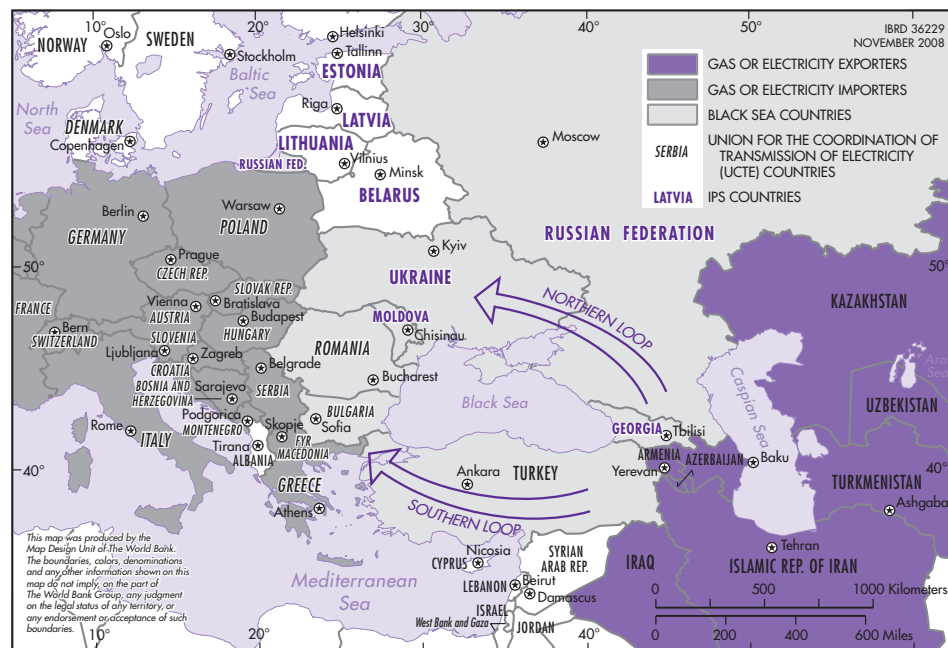 10°
20°
30°
40°
50°
IBRD 36229
NOVEMBER 2008
GAS OR ELECTRICITY EXPORTERS
GAS OR ELECTRICITY IMPORTERS
BLACK SEA COUNTRIES
SERBIA
UNION FOR THE COORDINATION OF
TRANSMISSION OF ELECTRICITY
(UCTE) COUNTRIES
LATVIA
IPS COUNTRIES
NORWAY
Oslo
SWEDEN
Stockholm
Helsinki
Tallinn
ESTONIA
Baltic
Sea
North
Sea
Riga
LATVIA
DENMARK
Copenhagen
LITHUANIA
RUSSIAN FED.
Vilnius
Minsk
BELARUS
Moscow
Berlin
GERMANY
Warsaw
POLAND
RUSSIAN FEDERATION
Kyiv
UKRAINE
50°
50°
Prague
CZECH REP.
SLOVAK REP.
Vienna
Bratislava
AUSTRIA
Budapest
HUNGARY
FRANCE
Bern
SWITZERLAND
SLOVENIA
Ljubljana
Zagreb
CROATIA
BOSNIA AND
HERZEGOVINA
Sarajevo
Belgrade
SERBIA
MOLDOVA
Chisinau
ROMANIA
Bucharest
NORTHERN LOOP
KAZAKHSTAN
Aral
Sea
UZBEKISTAN
Caspian Sea
Black Sea
BULGARIA
Sofia
Podgorica
MONTENEGRO
Skopje
FYR
MACEDONIA
Rome
ITALY
Tirana
ALBANIA
GEORGIA
Tbilisi
ARMENIA
Yerevan
AZERBAIJAN
Baku
40°
40°
TURKMENISTAN
Ashgaba
Ankara
TURKEY
GREECE
Athens
SOUTHERN LOOP
Tehran
ISLAMIC REP. OF IRAN
IRAQ
Nicosia
CYPRUS
SYRIAN
ARAB REP.
LEBANON
Beirut
Damascus
ISRAEL
West Bank and Gaza
JORDAN
Mediterranean
Sea
This map was produced by the
Map Design Unit of The World Bank.
The boundaries, colors, denominations
and any other information shown on this
map do not imply, on the part of
The World Bank Group, any judgment
on the legal status of any territory, or
any endorsement or acceptance of such
boundaries.
0 500 1000 Kilometers
0 200 400 600 Miles
10°
20°
40°